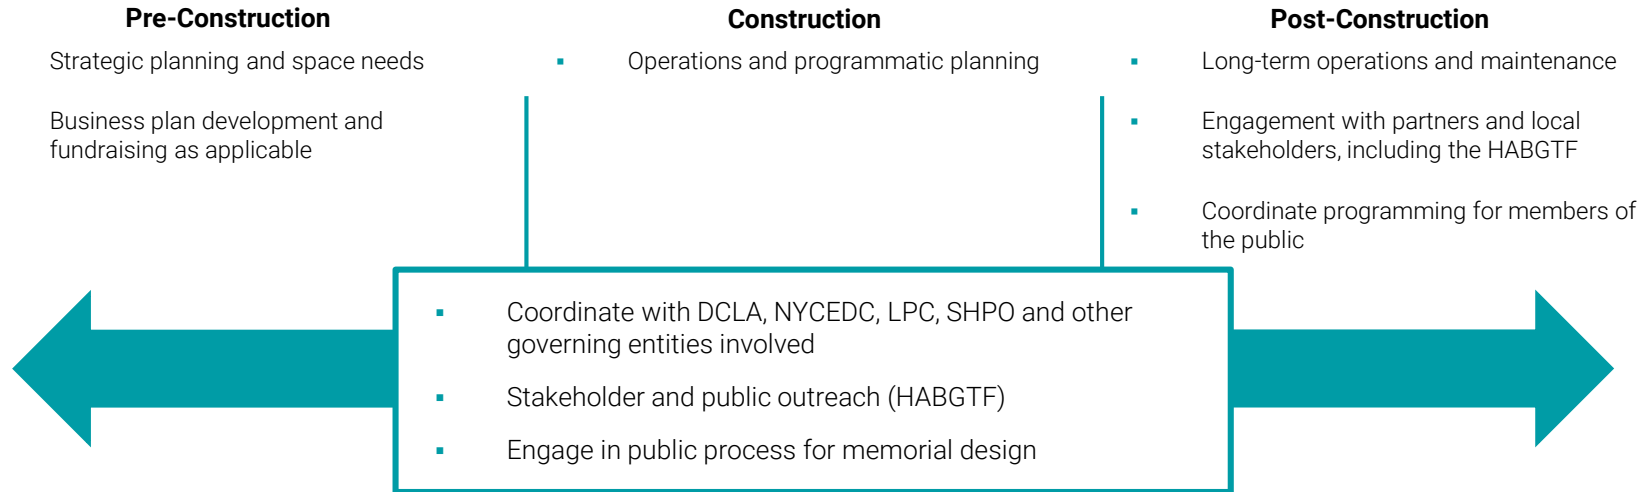 Pre-Construction
Strategic planning and space needs
Business plan development and
fundraising as applicable
Construction
▪ Operations and programmatic planning
Post-Construction
▪ Long-term operations and maintenance
▪ Engagement with partners and local
stakeholders, including the HABGTF
▪ Coordinate programming for members of
the public
▪ Coordinate with DCLA, NYCEDC, LPC, SHPO and other
governing entities involved
▪ Stakeholder and public outreach (HABGTF)
▪ Engage in public process for memorial design